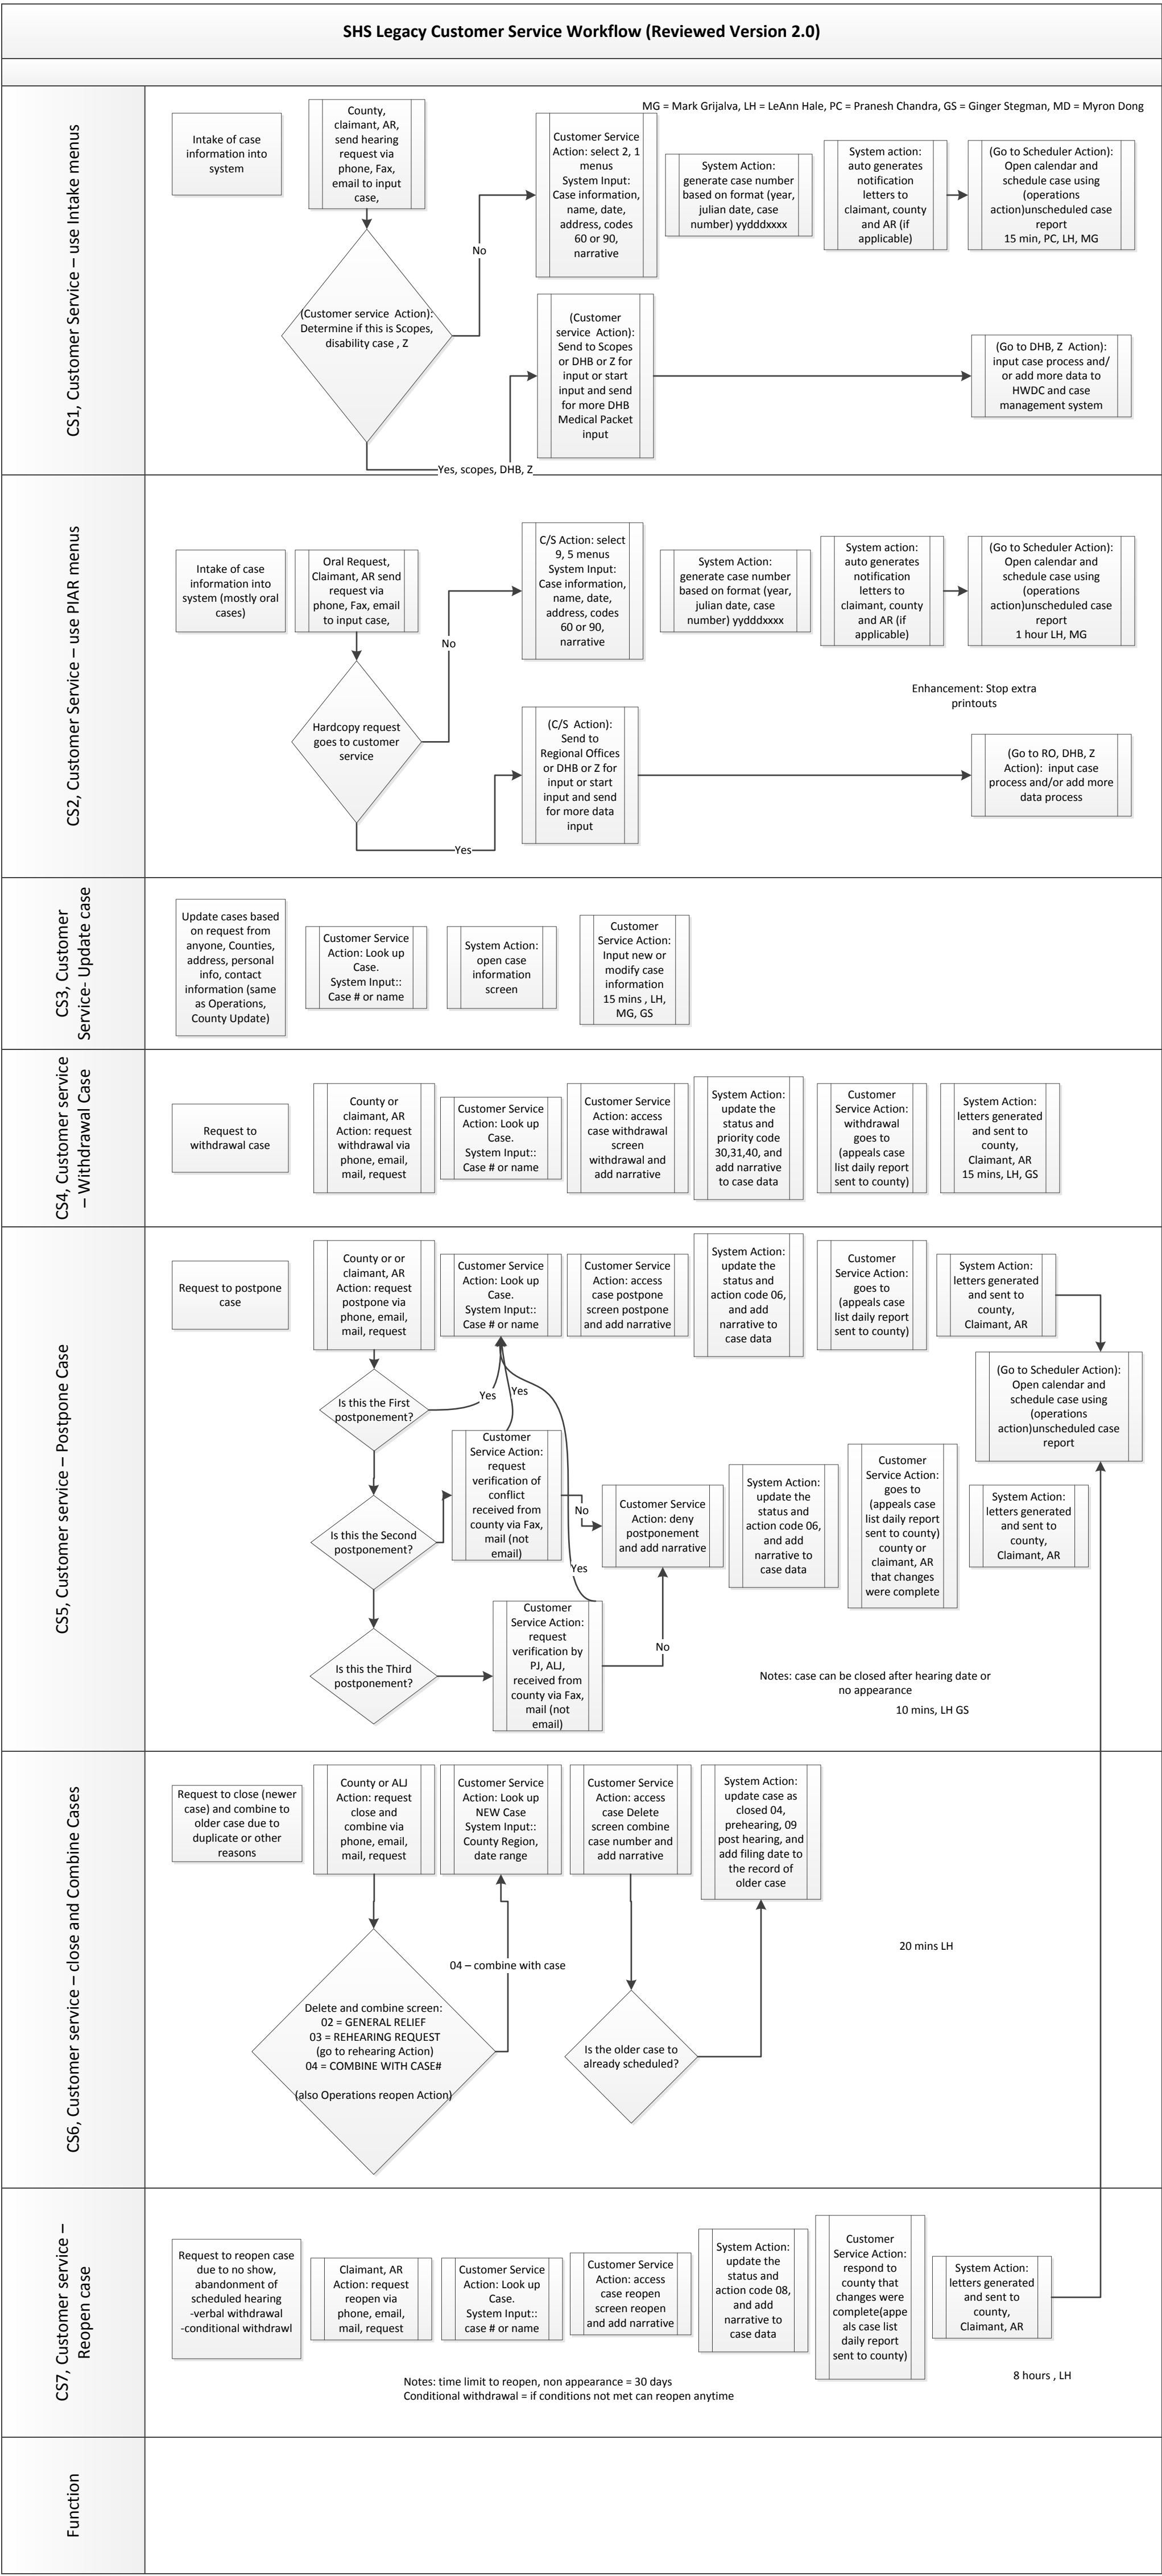 SHS Legacy Customer Service Workflow (Reviewed Version 2.0)
CS1, Customer Service – use Intake menus
MG = Mark Grijalva, LH = LeAnn Hale, PC = Pranesh Chandra, GS = Ginger Stegman, MD = Myron Dong
Intake of case
information into
system
County,
claimant, AR,
send hearing
request via
phone, Fax,
email to input
case,
(Customer service  Action):
Determine if this is Scopes,
disability case , Z
No
Yes, scopes, DHB, Z
Customer Service
Action: select 2, 1
menus
System Input:
Case information,
name, date,
address, codes
60 or 90,
narrative
System Action:
generate case number
based on format (year,
julian date, case
number) yydddxxxx
System action:
auto generates
notification
letters to
claimant, county
and AR (if
applicable)
(Go to Scheduler Action):
Open calendar and
schedule case using
(operations
action)unscheduled case
report
15 min, PC, LH, MG
(Customer
service  Action):
Send to Scopes
or DHB or Z for
input or start
input and send
for more DHB
Medical Packet
input
(Go to DHB, Z  Action):
input case process and/
or add more data to
HWDC and case
management system
CS2, Customer Service – use PIAR menus
Intake of case
information into
system (mostly oral
cases)
Oral Request,
Claimant, AR send
request via
phone, Fax, email
to input case,
Hardcopy request
goes to customer
service
No
Yes
C/S Action: select
9, 5 menus
System Input:
Case information,
name, date,
address, codes
60 or 90,
narrative
System Action:
generate case number
based on format (year,
julian date, case
number) yydddxxxx
System action:
auto generates
notification
letters to
claimant, county
and AR (if
applicable)
(Go to Scheduler Action):
Open calendar and
schedule case using
(operations
action)unscheduled case
report
1 hour LH, MG
Enhancement: Stop extra
printouts
(C/S  Action):
Send to
Regional Offices
or DHB or Z for
input or start
input and send
for more data
input
(Go to RO, DHB, Z
Action):  input case
process and/or add more
data process
CS3, Customer
Service- Update case
Update cases based
on request from
anyone, Counties,
address, personal
info, contact
information (same
as Operations,
County Update)
Customer Service
Action: Look up
Case.
System Input::
Case # or name
System Action:
open case
information
screen
Customer
Service Action:
Input new or
modify case
information
15 mins , LH,
MG, GS
CS4, Customer service
– Withdrawal Case
Request to
withdrawal case
County or
claimant, AR
Action: request
withdrawal via
phone, email,
mail, request
Customer Service
Action: Look up
Case.
System Input::
Case # or name
Customer Service
Action: access
case withdrawal
screen
withdrawal and
add narrative
System Action:
update the
status and
priority code
30,31,40, and
add narrative
to case data
Customer
Service Action:
withdrawal
goes to
(appeals case
list daily report
sent to county)
System Action:
letters generated
and sent to
county,
Claimant, AR
15 mins, LH, GS
CS5, Customer service – Postpone Case
Request to postpone
case
County or or
claimant, AR
Action: request
postpone via
phone, email,
mail, request
Customer Service
Action: Look up
Case.
System Input::
Case # or name
Customer Service
Action: access
case postpone
screen postpone
and add narrative
System Action:
update the
status and
action code 06,
and add
narrative to
case data
Customer
Service Action:
goes to
(appeals case
list daily report
sent to county)
System Action:
letters generated
and sent to
county,
Claimant, AR
(Go to Scheduler Action):
Open calendar and
schedule case using
(operations
action)unscheduled case
report
Is this the First
postponement?
Yes
Yes
Is this the Second
postponement?
Customer
Service Action:
request
verification of
conflict
received from
county via Fax,
mail (not
email)
No
Yes
Customer Service
Action: deny
postponement
and add narrative
System Action:
update the
status and
action code 06,
and add
narrative to
case data
Customer
Service Action:
goes to
(appeals case
list daily report
sent to county)
county or
claimant, AR
that changes
were complete
System Action:
letters generated
and sent to
county,
Claimant, AR
Is this the Third
postponement?
Customer
Service Action:
request
verification by
PJ, ALJ,
received from
county via Fax,
mail (not
email)
No
Notes: case can be closed after hearing date or
no appearance
10 mins, LH GS
CS6, Customer service – close and Combine Cases
Request to close (newer
case) and combine to
older case due to
duplicate or other
reasons
County or ALJ
Action: request
close and
combine via
phone, email,
mail, request
Customer Service
Action: Look up
NEW Case
System Input::
County Region,
date range
Customer Service
Action: access
case Delete
screen combine
case number and
add narrative
System Action:
update case as
closed 04,
prehearing, 09
post hearing, and
add filing date to
the record of
older case
20 mins LH
04 – combine with case
Delete and combine screen:
02 = GENERAL RELIEF
03 = REHEARING REQUEST
(go to rehearing Action)
04 = COMBINE WITH CASE#
(also Operations reopen Action)
Is the older case to
already scheduled?
CS7, Customer service –
Reopen case
Request to reopen case
due to no show,
abandonment of
scheduled hearing
-verbal withdrawal
-conditional withdrawl
Claimant, AR
Action: request
reopen via
phone, email,
mail, request
Customer Service
Action: Look up
Case.
System Input::
case # or name
Customer Service
Action: access
case reopen
screen reopen
and add narrative
System Action:
update the
status and
action code 08,
and add
narrative to
case data
Customer
Service Action:
respond to
county that
changes were
complete(appe
als case list
daily report
sent to county)
System Action:
letters generated
and sent to
county,
Claimant, AR
8 hours , LH
Notes: time limit to reopen, non appearance = 30 days
Conditional withdrawal = if conditions not met can reopen anytime
Function